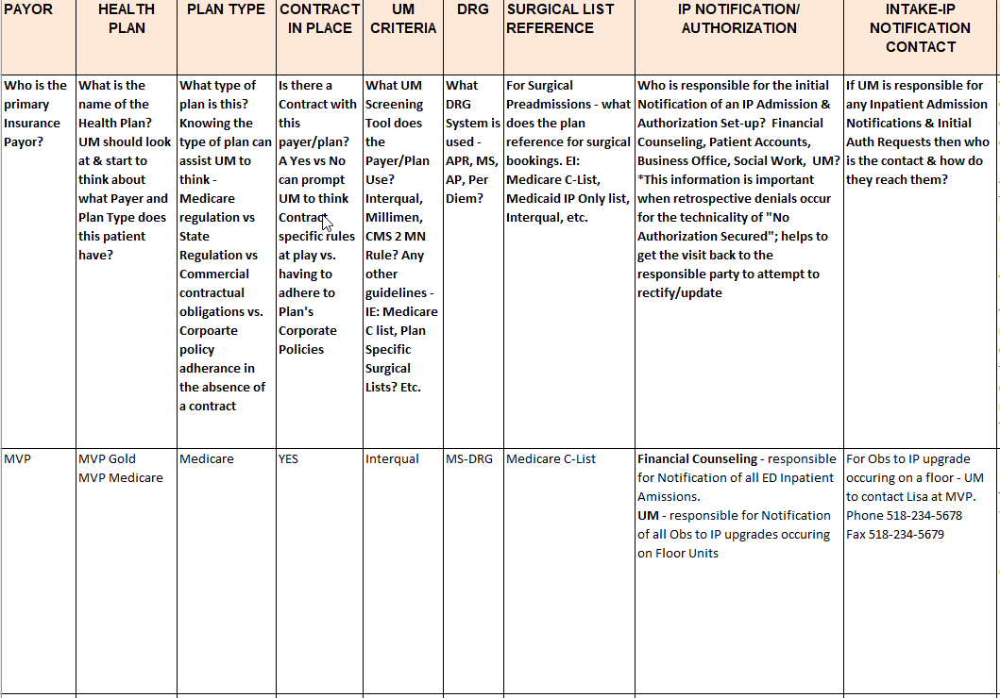 PAYOR
HEALTH
PLAN
PLAN TYPE
CONTRACT
IN PLACE
UM
CRITERIA
DRG
SURGICAL LIST
REFERENCE
IP NOTIFICATION/
AUTHORIZATION
INTAKE-IP
NOTIFICATION
CONTACT
Who is the
primary
Insurance
Payor?
What is the
name of the
Health Plan?
UM should look
at & start to
think about
what Payer and
Plan Type does
this patient
have?
What type of
plan is this?
Knowing the
type of plan can
assist UM to
think -
Medicare
regulation vs
State
Regulation vs
Commercial
contractual
obligations vs.
Corpoarte
policy
adherance in
the absence of
a contract
Is there a
Contract with
this
payer/plan?
A Yes vs No
can prompt
UM to think
Contract
specific rules
at play vs.
having to
adhere to
Plan's
Corporate
Policies
What UM
Screening
Tool does
the
Payer/Plan
Use?
Interqual,
Millimen,
CMS 2 MN
Rule? Any
other
guidelines -
IE: Medicare
C list, Plan
Specific
Surgical
Lists? Etc.
What
DRG
System is
used -
APR, MS,
AP, Per
Diem?
For Surgical
Preadmissions - what
does the plan
reference for surgical
bookings. EI:
Medicare C-List,
Medicaid IP Only list,
Interqual, etc.
Who is responsible for the initial
Notification of an IP Admission &
Authorization Set-up?  Financial
Counseling, Patient Accounts,
Business Office, Social Work,  UM?
*This information is important
when retrospective denials occur
for the technicality of "No
Authorization Secured"; helps to
get the visit back to the
responsible party to attempt to
rectify/update
If UM is responsible for
any Inpatient Admission
Notifications & Initial
Auth Requests then who
is the contact & how do
they reach them?
MVP
MVP Gold
MVP Medicare
Medicare
YES
Interqual
MS-DRG
Medicare C-List
Financial Counseling - responsible
for Notification of all ED Inpatient
Amissions.
UM - responsible for Notification
of all Obs to IP upgrades occuring
on Floor Units
For Obs to IP upgrade
occuring on a floor - UM
to contact Lisa at MVP.
Phone 518-234-5678
Fax 518-234-5679